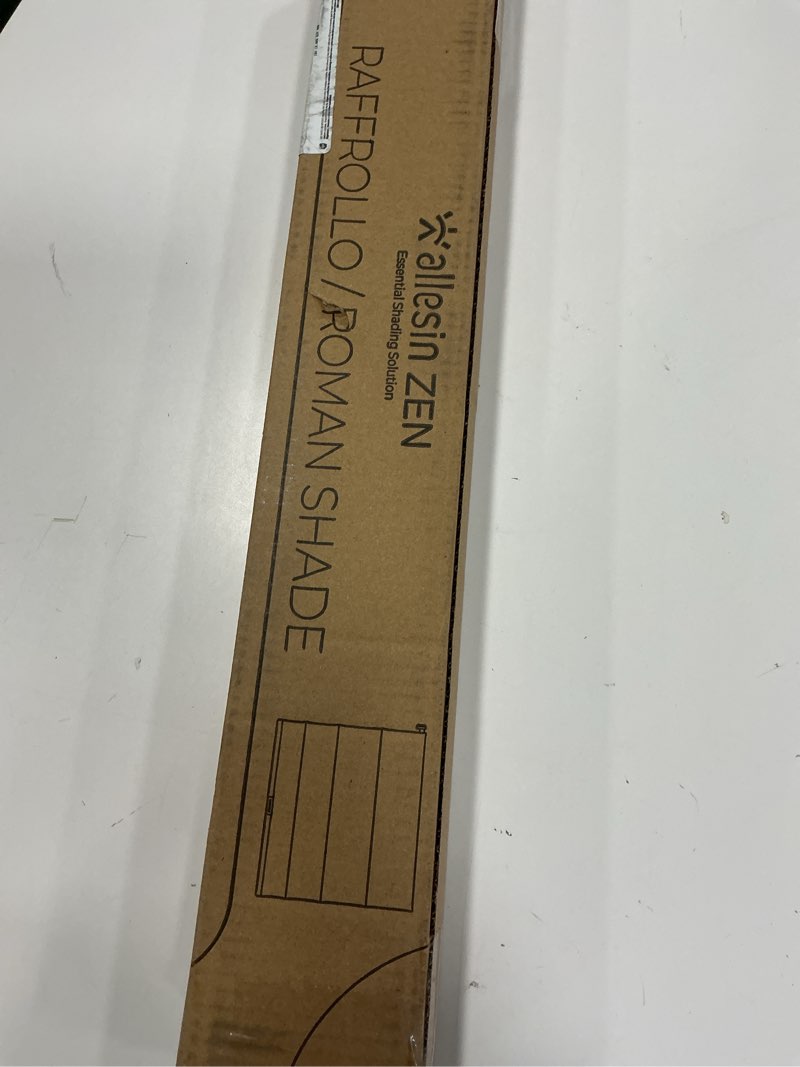 allesin ZEN
Essential Shading Solution
RAFFROLLO / ROMAN SHADE